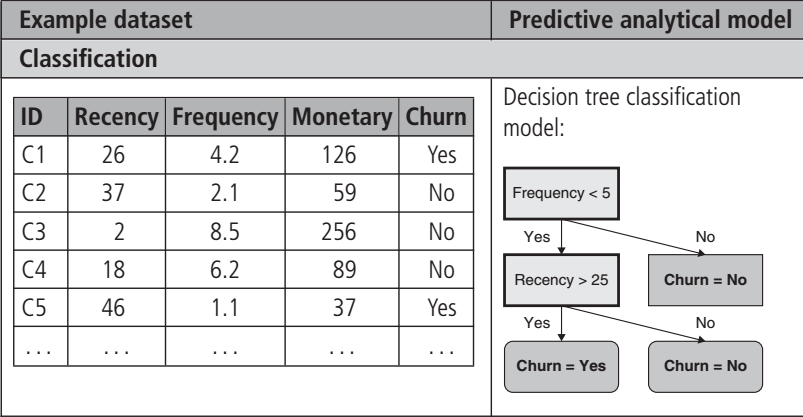 Example dataset Predictive analytical model
Classification
ID Recency Frequency Monetary Churn
C1 26 4.2 126 Yes
C2 37 2.1 59 No
C3 2 8.5 256 No
C4 18 6.2 89 No
C5 46 1.1 37 Yes
. . . . . . . . . . . . . . .
Decision tree classification
model:
Frequency < 5
Yes No
Recency > 25 Churn = No
Yes No
Churn = Yes Churn = No